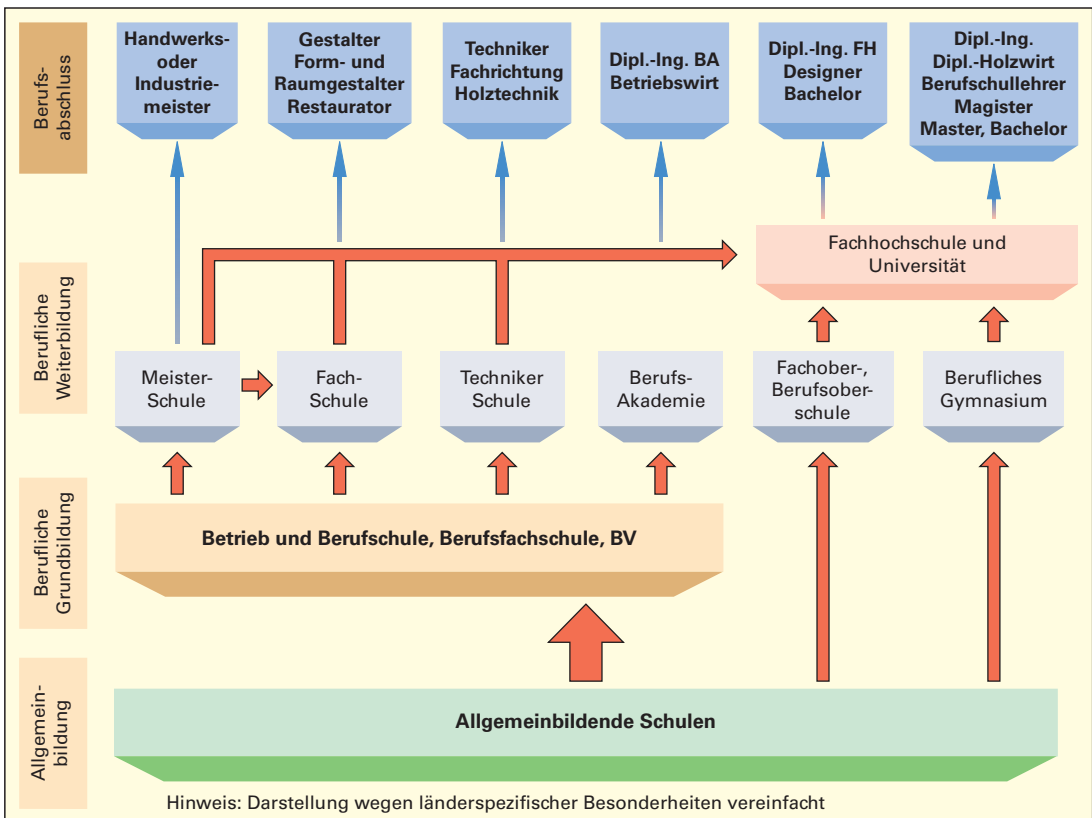 Berufs-
abschluss
Handwerks-
oder
Industrie-
meister
Gestalter
Form- und
Raumgestalter
Restaurator
Techniker
Fachrichtung
Holztechnik
Dipl.-Ing. BA
Betriebswirt
Dipl.-Ing. FH
Designer
Bachelor
Dipl.-Ing.
Dipl.-Holzwirt
Berufschullehrer
Magister
Master, Bachelor
Fachhochschule und
Universität
Berufliche
Weiterbildung
Meister-
Schule
Fach-
Schule
Techniker
Schule
Berufs-
Akademie
Fachober-,
Berufsober-
schule
Berufliches
Gymnasium
Berufliche
Grundbildung
Betrieb und Berufschule, Berufsfachschule, BV
Allgemein-
bildung
Allgemeinbildende Schulen
Hinweis: Darstellung wegen länderspezifischer Besonderheiten vereinfacht